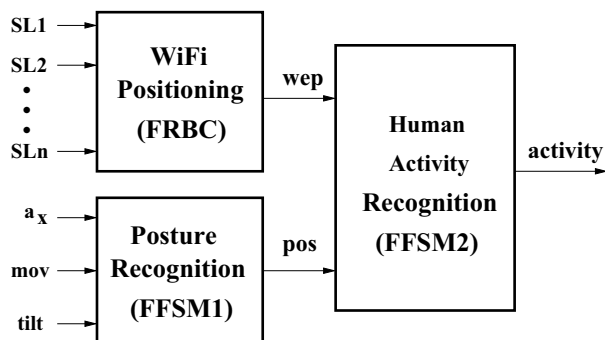 SL1
SL2
SLn
WiFi
Positioning
(FRBC)
wep
a x
mov
tilt
Posture
Recognition
(FFSM1)
pos
Human
Activity
Recognition
(FFSM2)
activity